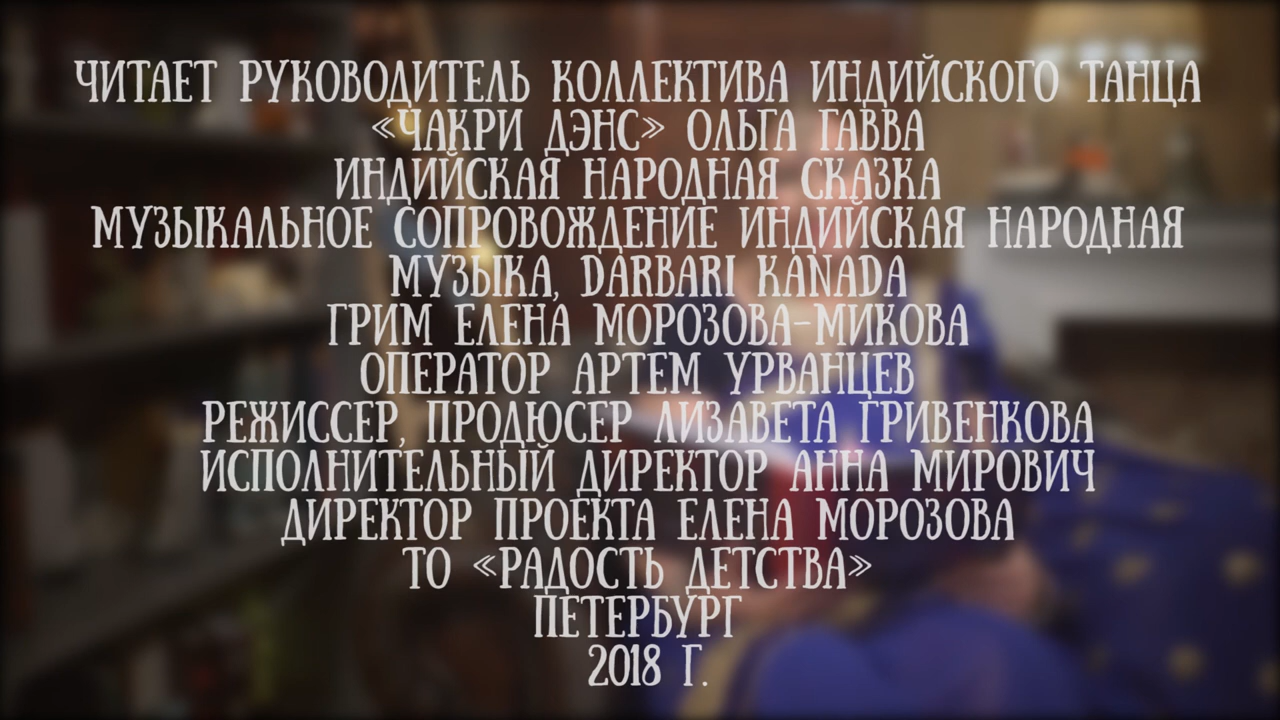 ЧИТАЕТ РУКОВОДИТЕЛЬ КОЛЛЕКТИВА ИНДИЙСКОГО ТАНЦА
«ЧАКРИ ДЭНС» ОЛЬГА ГАВВА
ИНДИЙСКАЯ НАРОДНАЯ СКАЗКА
МУЗЫКАЛЬНОЕ СОПРОВОЖДЕНИЕ ИНДИЙСКАЯ НАРОДНАЯ
МУЗЫКА, DARBARI KANADA
ГРИМ ЕЛЕНА МОРОЗОВА-МИКОВА
ОПЕРАТОР АРТЕМ УРВАНЦЕВ
РЕЖИССЕР, ПРОДЮСЕР ЛИЗАВЕТА ГРИВЕНКОВА
ИСПОЛНИТЕЛЬНЫЙ ДИРЕКТОР АННА МИРОВИЧ
ДИРЕКТОР ПРОЕКТА ЕЛЕНА МОРОЗОВА
ТО «РАДОСТЬ ДЕТСТВА»
ПЕТЕРБУРГ
2018 Г.